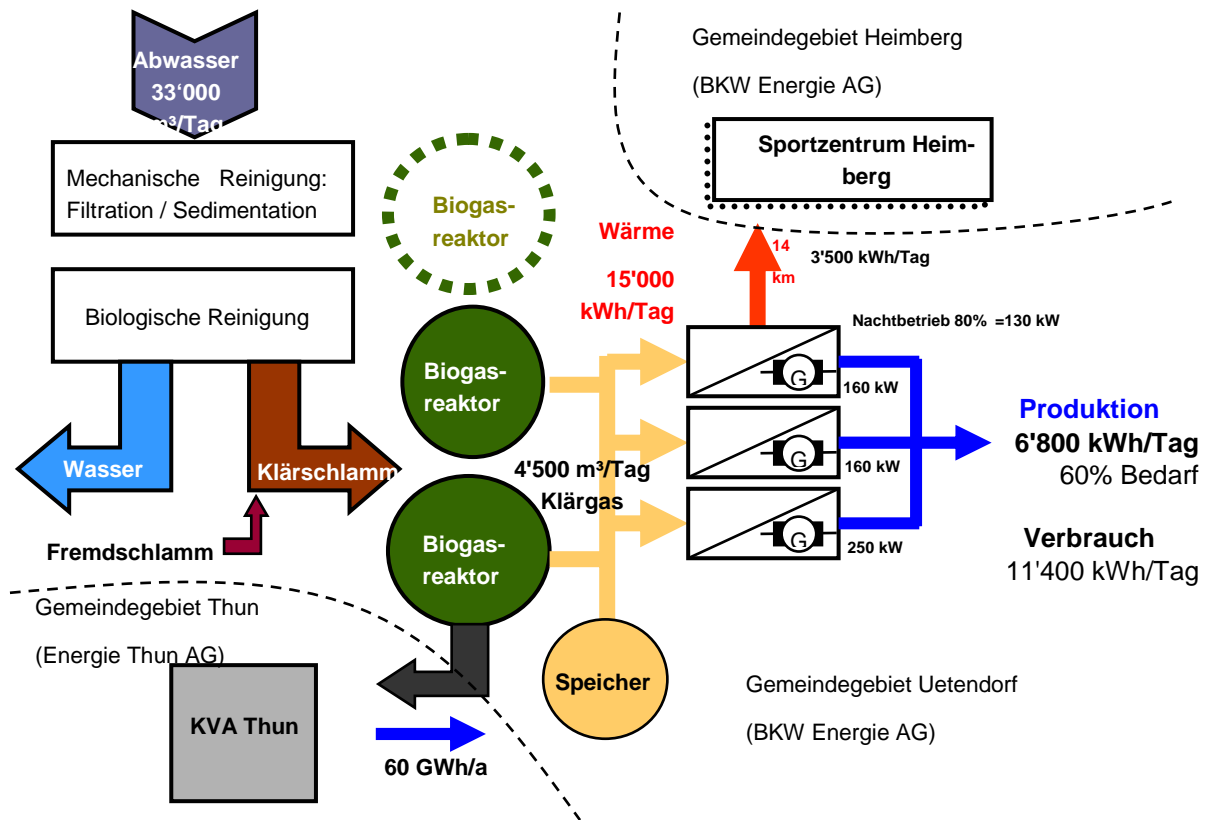 Abwasser
33‘000
m³/Tag
Mechanische Reinigung:
Filtration / Sedimentation
Biologische Reinigung
Wasser
Klärschlamm
Fremdschlamm
Gemeindegebiet Thun
(Energie Thun AG)
KVA Thun
60 GWh/a
Biogas-
reaktor
Biogas-
reaktor
Biogas-
reaktor
4'500 m³/Tag
Klärgas
Speicher
Gemeindegebiet Heimberg
(BKW Energie AG)
Sportzentrum Heim-
berg
Wärme
15'000
kWh/Tag
14
km
3'500 kWh/Tag
Nachtbetrieb 80% =130 kW
G
160 kW
G
160 kW
G
250 kW
Produktion
6'800 kWh/Tag
60% Bedarf
Verbrauch
11'400 kWh/Tag
Gemeindegebiet Uetendorf
(BKW Energie AG)